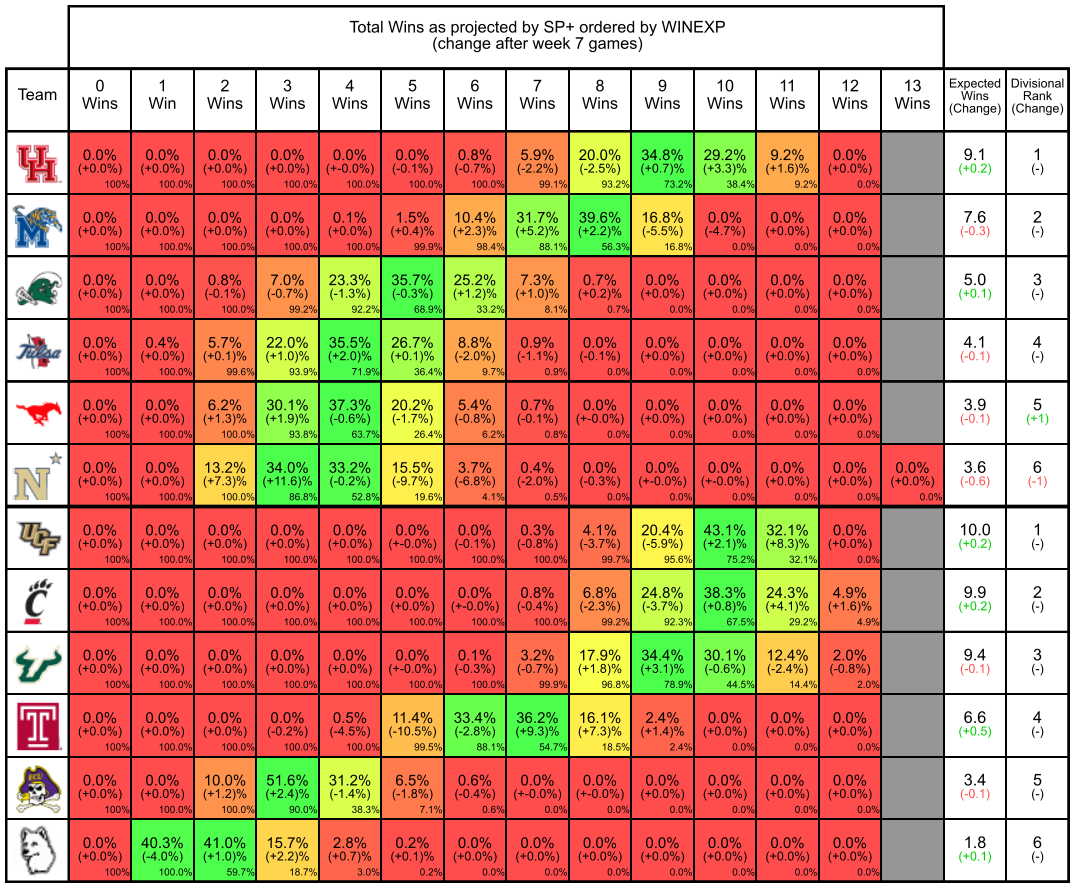 Total Wins as projected by SP+ ordered by WINEXP
(change after week 7 games)
Team 0 Wins 1 Win 2 Wins 3 Wins 4 Wins 5 Wins 6 Wins 7 Wins 8 Wins 9 Wins 10 Wins 11 Wins 12 Wins 13 Wins Expected Wins (Change) Divisional Rank (Change)
UH 0.0% 0.0% 0.0% 0.0% 0.0% 0.0% 0.8% 5.9% 20.0% 34.8% 29.2% 9.2% 0.0% 9.1 1
(+0.0%) (+0.0%) (+0.0%) (+0.0%) (+-0.0%) (-0.1%) (-0.7%) (-2.2%) (-2.5%) (+0.7%) (+3.3%) (+1.6%) (+0.0%) (+0.2) (-)
100% 100.0% 100.0% 100.0% 100.0% 100.0% 100.0% 99.1% 93.2% 73.2% 38.4% 9.2% 0.0%
M 0.0% 0.0% 0.0% 0.0% 0.1% 1.5% 10.4% 31.7% 39.6% 16.8% 0.0% 0.0% 0.0% 7.6 2
(+0.0%) (+0.0%) (+0.0%) (+0.0%) (+0.0%) (+0.4%) (+2.3%) (+5.2%) (+2.2%) (-5.5%) (-4.7%) (+0.0%) (+0.0%) (-0.3) (-)
100% 100.0% 100.0% 100.0% 100.0% 99.9% 98.4% 88.1% 56.3% 16.8% 0.0% 0.0% 0.0%
0.0% 0.0% 0.8% 7.0% 23.3% 35.7% 25.2% 7.3% 0.7% 0.0% 0.0% 0.0% 0.0% 5.0 3
(+0.0%) (+0.0%) (-0.1%) (-0.7%) (-1.3%) (-0.3%) (+1.2%) (+1.0%) (+0.2%) (+0.0%) (+0.0%) (+0.0%) (+0.0%) (+0.1) (-)
100% 100.0% 100.0% 99.2% 92.2% 68.9% 33.2% 8.1% 0.7% 0.0% 0.0% 0.0% 0.0%
Tulsa 0.0% 0.4% 5.7% 22.0% 35.5% 26.7% 8.8% 0.9% 0.0% 0.0% 0.0% 0.0% 0.0% 4.1 4
(+0.0%) (+0.0%) (+0.1%) (+1.0%) (+2.0%) (+0.1%) (-2.0%) (-1.1%) (-0.1%) (+0.0%) (+0.0%) (+0.0%) (+0.0%) (-0.1) (-)
100% 100.0% 99.6% 93.9% 71.9% 36.4% 9.7% 0.9% 0.0% 0.0% 0.0% 0.0% 0.0%
0.0% 0.0% 6.2% 30.1% 37.3% 20.2% 5.4% 0.7% 0.0% 0.0% 0.0% 0.0% 0.0% 3.9 5
(+0.0%) (+0.0%) (+1.3%) (+1.9%) (-0.6%) (-1.7%) (-0.8%) (-0.1%) (+-0.0%) (+0.0%) (+0.0%) (+0.0%) (+0.0%) (-0.1) (+1)
100% 100.0% 100.0% 93.8% 63.7% 26.4% 6.2% 0.8% 0.0% 0.0% 0.0% 0.0% 0.0%
N 0.0% 0.0% 13.2% 34.0% 33.2% 15.5% 3.7% 0.4% 0.0% 0.0% 0.0% 0.0% 0.0% 0.0% 3.6 6
(+0.0%) (+0.0%) (+7.3%) (+11.6%) (-0.2%) (-9.7%) (-6.8%) (-2.0%) (-0.3%) (+-0.0%) (+-0.0%) (+0.0%) (+0.0%) (+0.0%) (-0.6) (-1)
100% 100.0% 100.0% 86.8% 52.8% 19.6% 4.1% 0.5% 0.0% 0.0% 0.0% 0.0% 0.0% 0.0%
UCF 0.0% 0.0% 0.0% 0.0% 0.0% 0.0% 0.0% 0.3% 4.1% 20.4% 43.1% 32.1% 0.0% 10.0 1
(+0.0%) (+0.0%) (+0.0%) (+0.0%) (+0.0%) (+-0.0%) (-0.1%) (-0.8%) (-3.7%) (-5.9%) (+2.1%) (+8.3%) (+0.0%) (+0.2) (-)
100% 100.0% 100.0% 100.0% 100.0% 100.0% 100.0% 100.0% 99.7% 95.6% 75.2% 32.1% 0.0%
C 0.0% 0.0% 0.0% 0.0% 0.0% 0.0% 0.0% 0.8% 6.8% 24.8% 38.3% 24.3% 4.9% 9.9 2
(+0.0%) (+0.0%) (+0.0%) (+0.0%) (+0.0%) (+0.0%) (+-0.0%) (-0.4%) (-2.3%) (-3.7%) (+0.8%) (+4.1%) (+1.6%) (+0.2) (-)
100% 100.0% 100.0% 100.0% 100.0% 100.0% 100.0% 100.0% 99.2% 92.3% 67.5% 29.2% 4.9%
0.0% 0.0% 0.0% 0.0% 0.0% 0.0% 0.1% 3.2% 17.9% 34.4% 30.1% 12.4% 2.0% 9.4 3
(+0.0%) (+0.0%) (+0.0%) (+0.0%) (+0.0%) (+-0.0%) (-0.3%) (-0.7%) (+1.8%) (+3.1%) (-0.6%) (-2.4%) (-0.8%) (-0.1) (-)
100% 100.0% 100.0% 100.0% 100.0% 100.0% 100.0% 99.9% 96.8% 78.9% 44.5% 14.4% 2.0%
T 0.0% 0.0% 0.0% 0.0% 0.5% 11.4% 33.4% 36.2% 16.1% 2.4% 0.0% 0.0% 0.0% 6.6 4
(+0.0%) (+0.0%) (+0.0%) (-0.2%) (-4.5%) (-10.5%) (-2.8%) (+9.3%) (+7.3%) (+1.4%) (+0.0%) (+0.0%) (+0.0%) (+0.5) (-)
100% 100.0% 100.0% 100.0% 100.0% 99.5% 88.1% 54.7% 18.5% 2.4% 0.0% 0.0% 0.0%
ECU 0.0% 0.0% 10.0% 51.6% 31.2% 6.5% 0.6% 0.0% 0.0% 0.0% 0.0% 0.0% 0.0% 3.4 5
(+0.0%) (+0.0%) (+1.2%) (+2.4%) (-1.4%) (-1.8%) (-0.4%) (+-0.0%) (+-0.0%) (+0.0%) (+0.0%) (+0.0%) (+0.0%) (-0.1) (-)
100% 100.0% 100.0% 90.0% 38.3% 7.1% 0.6% 0.0% 0.0% 0.0% 0.0% 0.0% 0.0%
0.0% 40.3% 41.0% 15.7% 2.8% 0.2% 0.0% 0.0% 0.0% 0.0% 0.0% 0.0% 0.0% 1.8 6
(+0.0%) (-4.0%) (+1.0%) (+2.2%) (+0.7%) (+0.1%) (+0.0%) (+0.0%) (+0.0%) (+0.0%) (+0.0%) (+0.0%) (+0.0%) (+0.1) (-)
100% 100.0% 59.7% 18.7% 3.0% 0.2% 0.0% 0.0% 0.0% 0.0% 0.0% 0.0% 0.0%